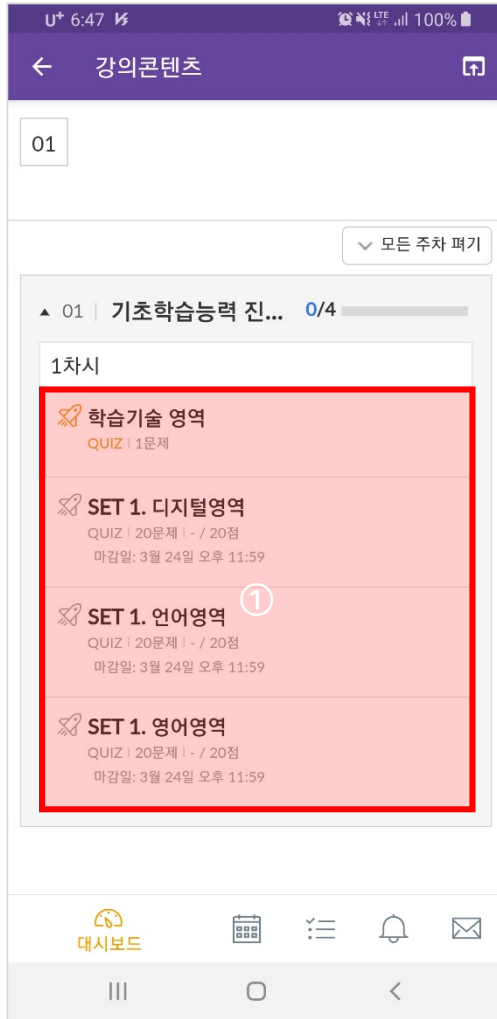 U+ 6:47 LTE 100%
강의콘텐츠
01
모든 주차 펴기
01 | 기초학습능력 진... 0/4
1차시
학습기술 영역
QUIZ | 1문제
SET 1. 디지털영역
QUIZ | 20문제 | - / 20점
마감일: 3월 24일 오후 11:59
①
SET 1. 언어영역
QUIZ | 20문제 | - / 20점
마감일: 3월 24일 오후 11:59
SET 1. 영어영역
QUIZ | 20문제 | - / 20점
마감일: 3월 24일 오후 11:59
대시보드